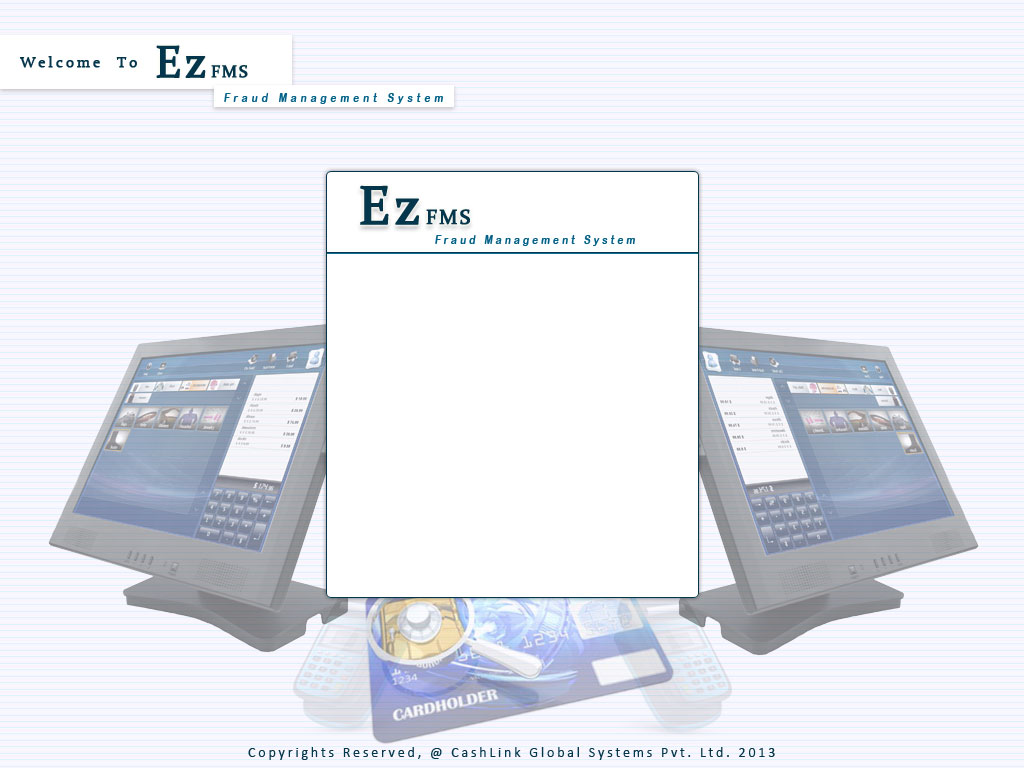 Welcome To Ez FMS
Fraud Management System
Ez FMS
Fraud Management System
1234
CARDHOLDER
Copyrights Reserved, @ CashLink Global Systems Pvt. Ltd. 2013